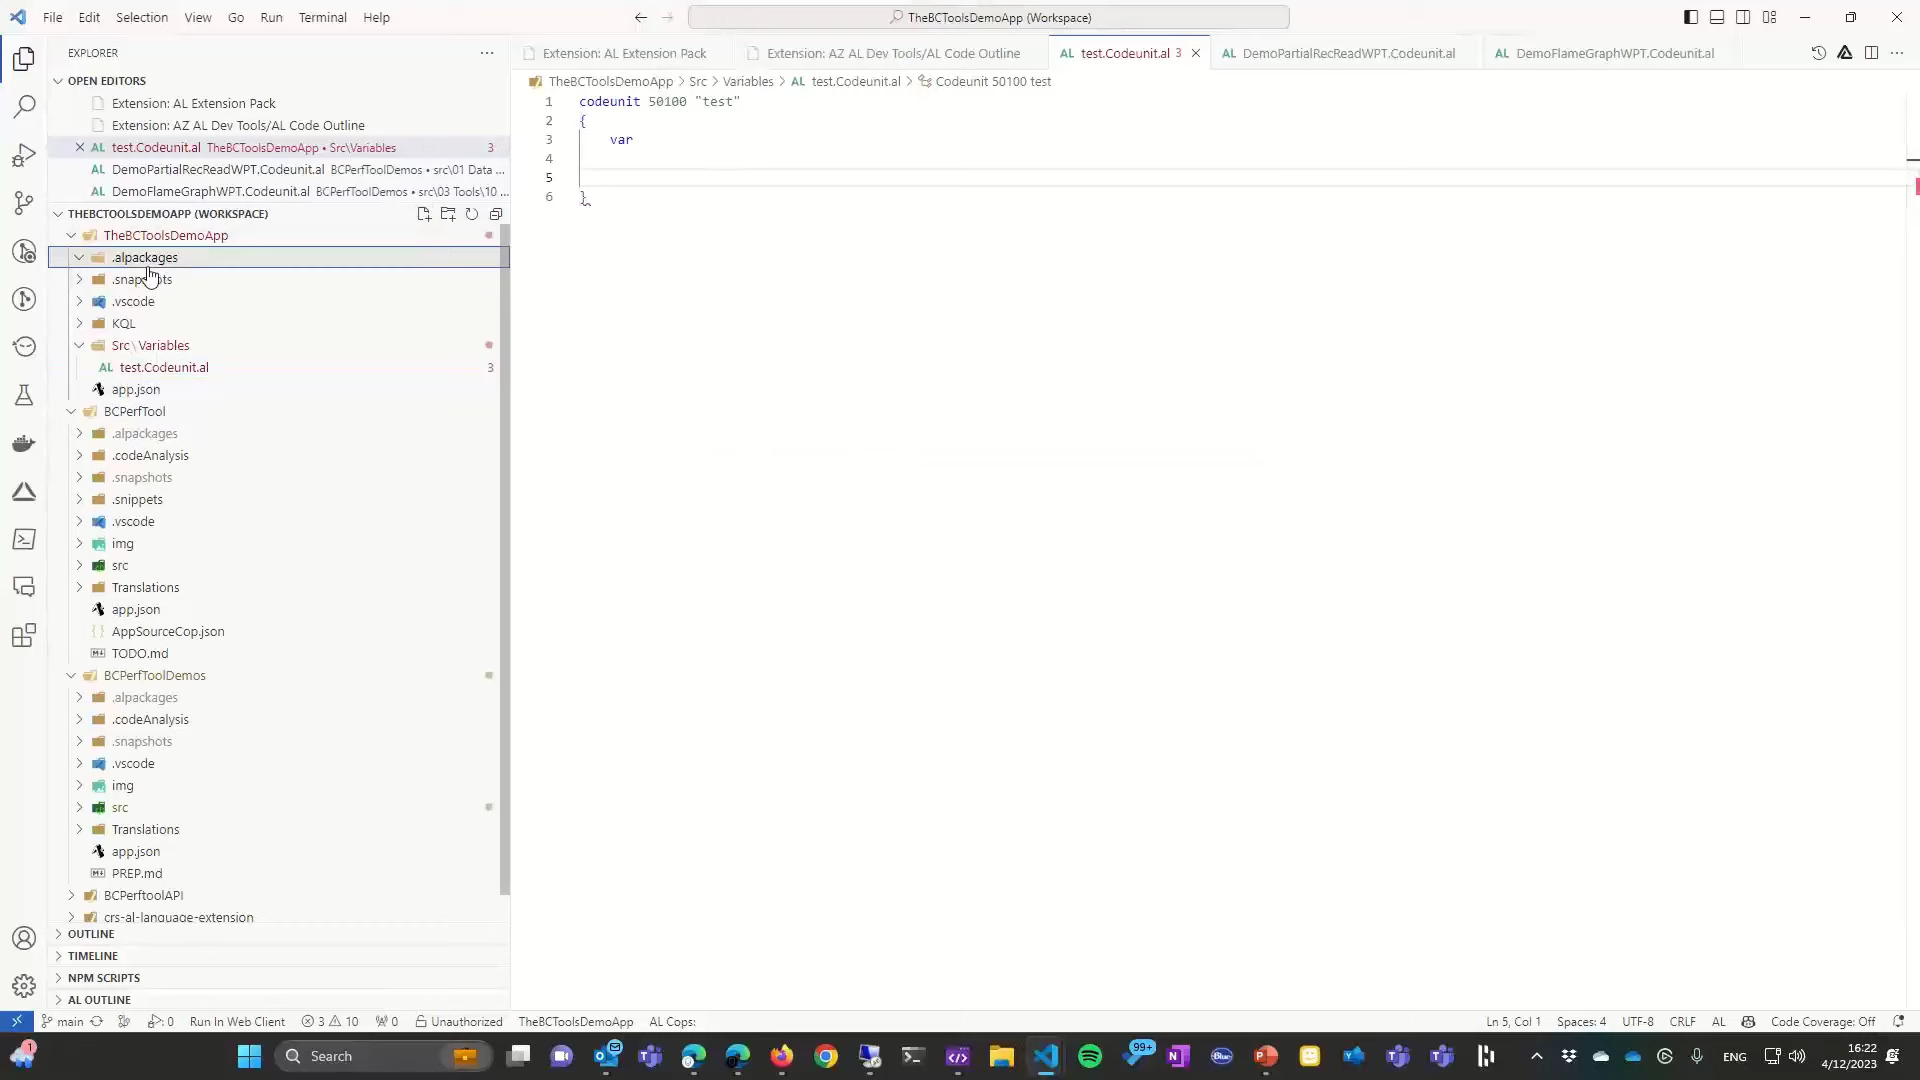 File Edit Selection View Go Run Terminal Help
TheBCToolsDemoApp (Workspace)
EXPLORER
OPEN EDITORS
Extension: AL Extension Pack
Extension: AZ AL Dev Tools/AL Code Outline
AL test.Codeunit.al TheBCToolsDemoApp • Src\Variables 3
AL DemoPartialRecReadWPT.Codeunit.al BCPerfToolDemos • src\01 Data ...
AL DemoFlameGraphWPT.Codeunit.al BCPerfToolDemos • src\03 Tools\10 ...
THEBCTOOLSDEMOAPP (WORKSPACE)
TheBCToolsDemoApp
.alpackages
.snapshots
.vscode
KQL
Src\Variables
AL test.Codeunit.al 3
app.json
BCPerfTool
.alpackages
.codeAnalysis
.snapshots
.snippets
.vscode
img
src
Translations
app.json
AppSourceCop.json
TODO.md
BCPerfToolDemos
.alpackages
.codeAnalysis
.snapshots
.vscode
img
src
Translations
app.json
PREP.md
BCPerftoolAPI
crs-al-language-extension
OUTLINE
TIMELINE
NPM SCRIPTS
AL OUTLINE
Extension: AL Extension Pack
Extension: AZ AL Dev Tools/AL Code Outline
AL test.Codeunit.al 3
AL DemoPartialRecReadWPT.Codeunit.al
AL DemoFlameGraphWPT.Codeunit.al
TheBCToolsDemoApp > Src > Variables > AL test.Codeunit.al > Codeunit 50100 test
1 codeunit 50100 "test"
2 {
3 var
4
5
6 }
main 0 Run In Web Client 3 10 0 Unauthorized TheBCToolsDemoApp AL Cops:
Ln 5, Col 1 Spaces: 4 UTF-8 CRLF AL Code Coverage: Off
1
Search
99+
Blue
ENG
16:22
4/12/2023